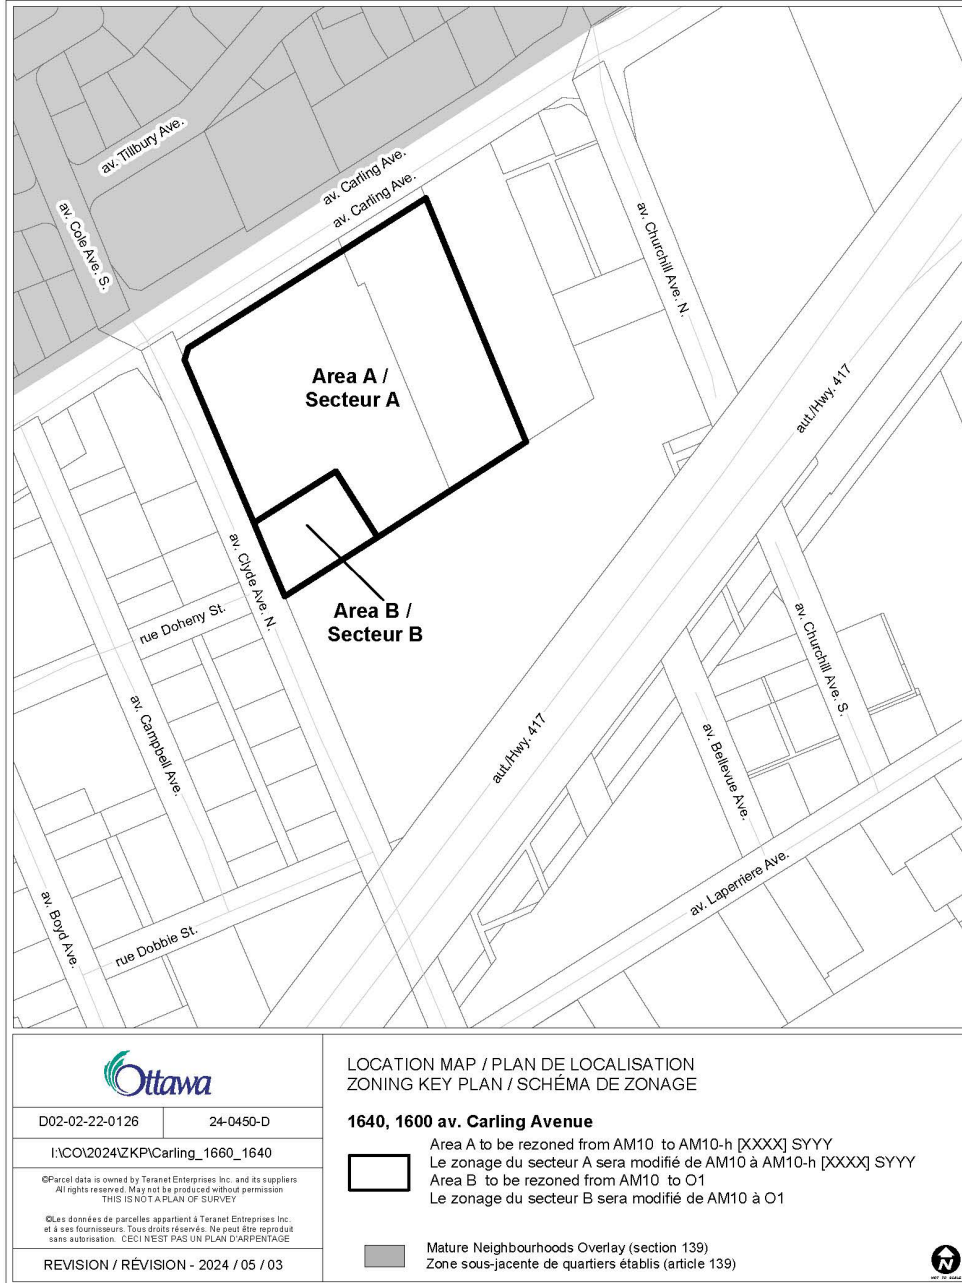 av. Tillbury Ave.
av. Carling Ave.
av. Carling Ave.
av. Cole Ave. S.
av. Churchill Ave. N.
aut./Hwy. 417
Area A /
Secteur A
av. Clyde Ave. N.
rue Doheny St.
Area B /
Secteur B
av. Churchill Ave. S.
av. Campbell Ave.
aut./Hwy. 417
av. Bellevue Ave.
av. Laperriere Ave.
av. Boyd Ave.
rue Dobbie St.
Ottawa
D02-02-22-0126
24-0450-D
I:\CO\2024\ZKP\Carling_1660_1640
©Parcel data is owned by Teranet Enterprises Inc. and its suppliers
All rights reserved. May not be produced without permission
THIS IS NOT A PLAN OF SURVEY
©Les données de parcelles appartient à Teranet Entreprises Inc.
et à ses fournisseurs. Tous droits réservés. Ne peut être reproduit
sans autorisation. CECI N'EST PAS UN PLAN D'ARPENTAGE
REVISION / RÉVISION - 2024 / 05 / 03
LOCATION MAP / PLAN DE LOCALISATION
ZONING KEY PLAN / SCHÉMA DE ZONAGE
1640, 1600 av. Carling Avenue
Area A to be rezoned from AM10 to AM10-h [XXXX] SYYY
Le zonage du secteur A sera modifié de AM10 à AM10-h [XXXX] SYYY
Area B to be rezoned from AM10 to O1
Le zonage du secteur B sera modifié de AM10 à O1
Mature Neighbourhoods Overlay (section 139)
Zone sous-jacente de quartiers établis (article 139)
N
NOT TO SCALE